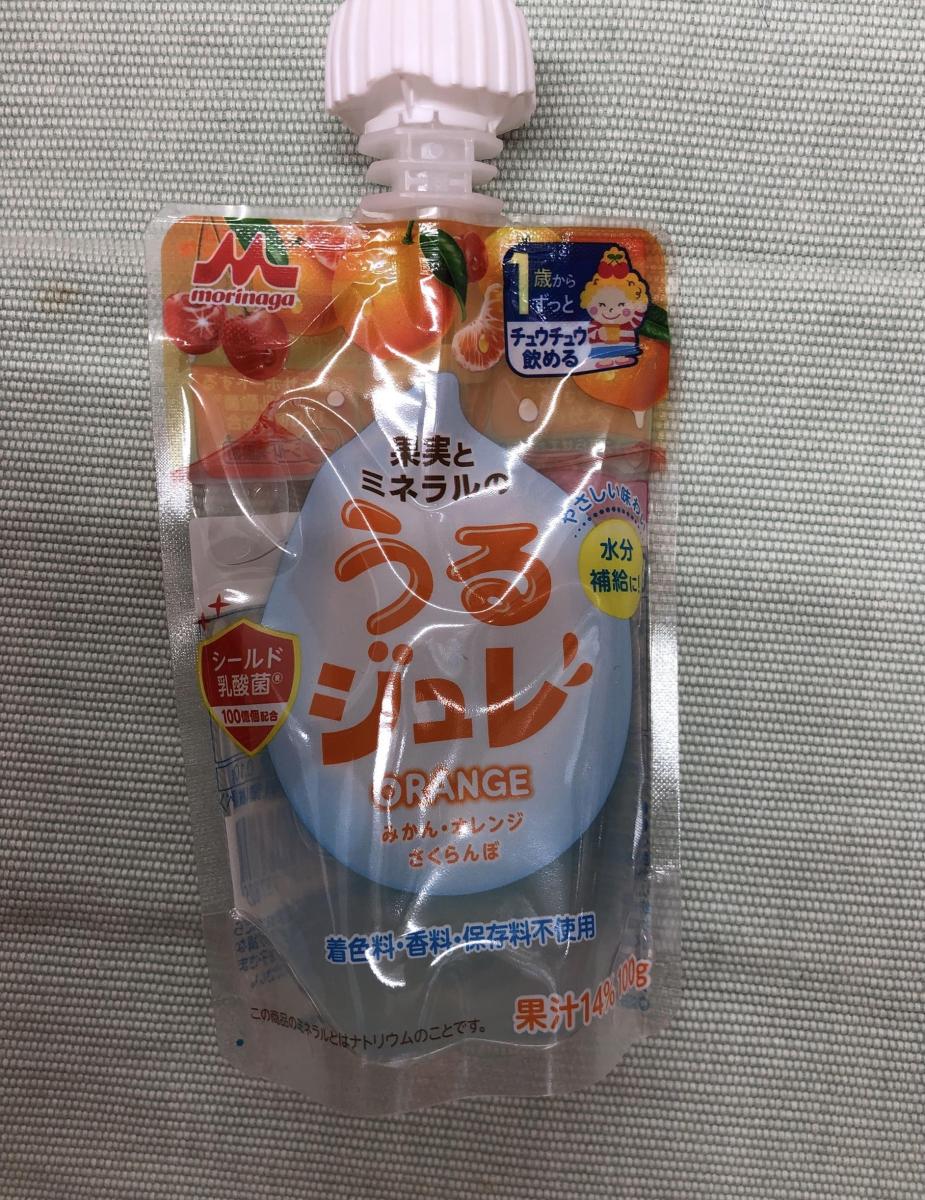 morinaga
1歳から
ずっと
チュウチュウ
飲める
果実と
ミネラルの
うる
ジュレ
やさしい味わい
水分
補給に!
シールド
乳酸菌®
100億個配合
ORANGE
みかん・オレンジ
さくらんぼ
着色料・香料・保存料不使用
果汁14% 100g
この商品のミネラルとはナトリウムのことです。